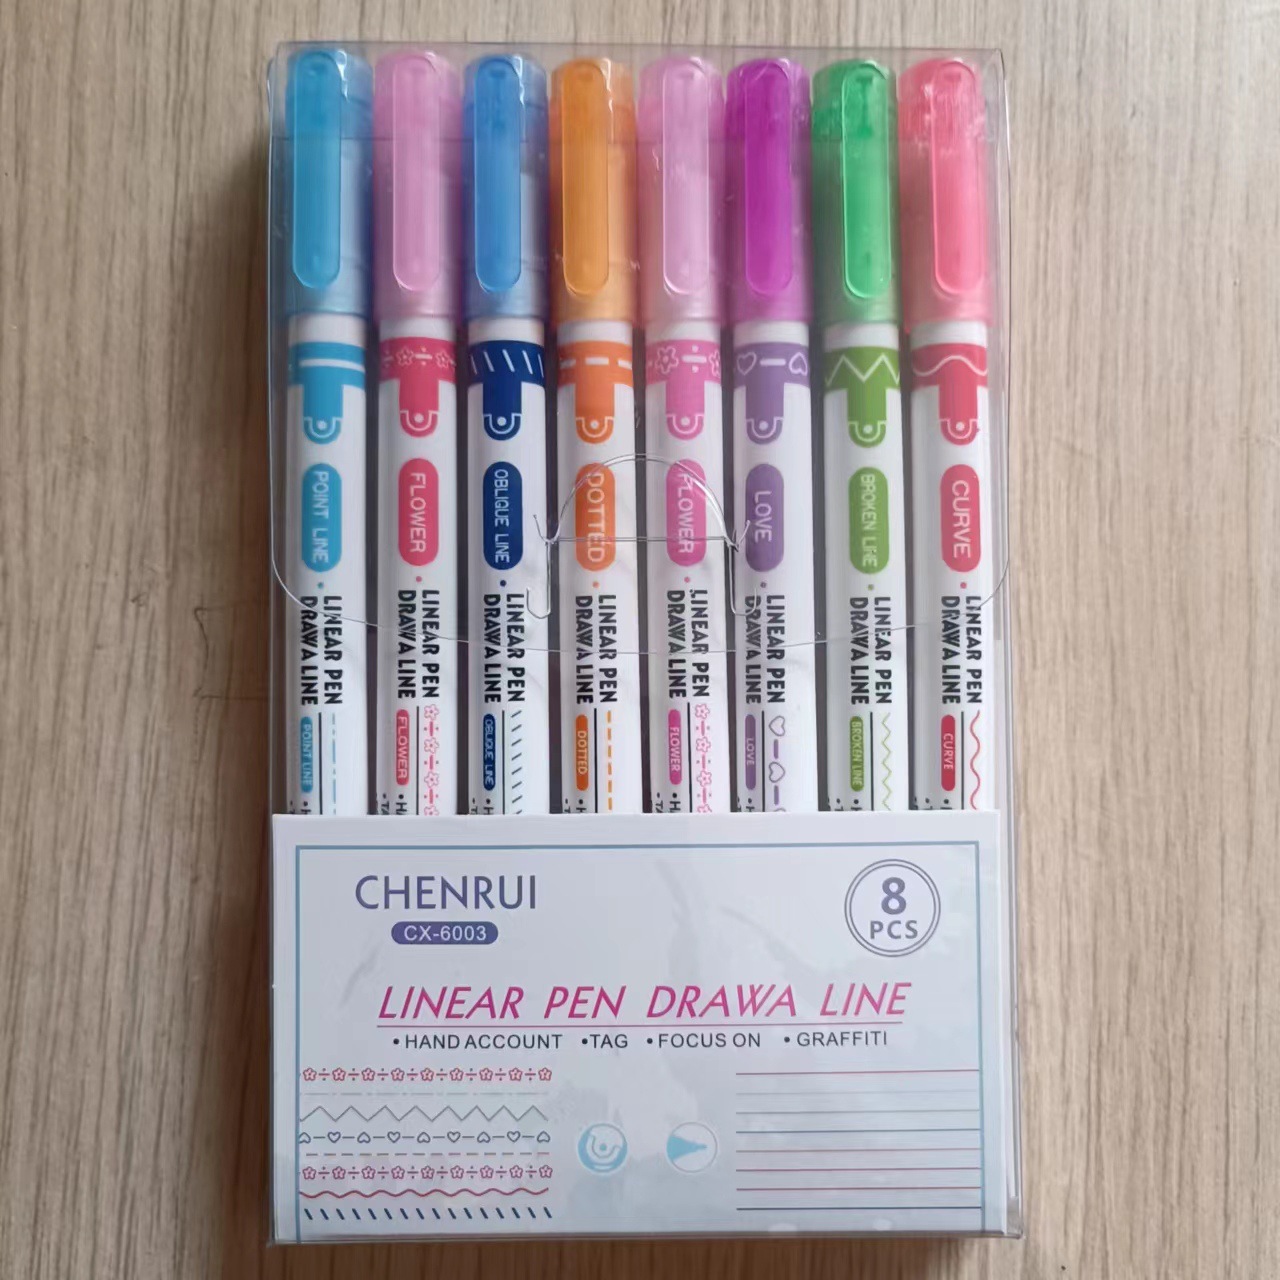 POINT LINE
FLOWER
OBLIQUE LINE
DOTTED
FLOWER
LOVE
BROKEN LINE
CURVE
LINEAR PEN
DRAWA LINE
LINEAR PEN
DRAWA LINE
LINEAR PEN
DRAWA LINE
LINEAR PEN
DRAWA LINE
LINEAR PEN
DRAWA LINE
LINEAR PEN
DRAWA LINE
LINEAR PEN
DRAWA LINE
LINEAR PEN
DRAWA LINE
POINT LINE
FLOWER
OBLIQUE LINE
DOTTED
FLOWER
LOVE
BROKEN LINE
CURVE
CHENRUI
CX-6003
8
PCS
LINEAR PEN DRAWA LINE
•HAND ACCOUNT •TAG •FOCUS ON •GRAFFITI